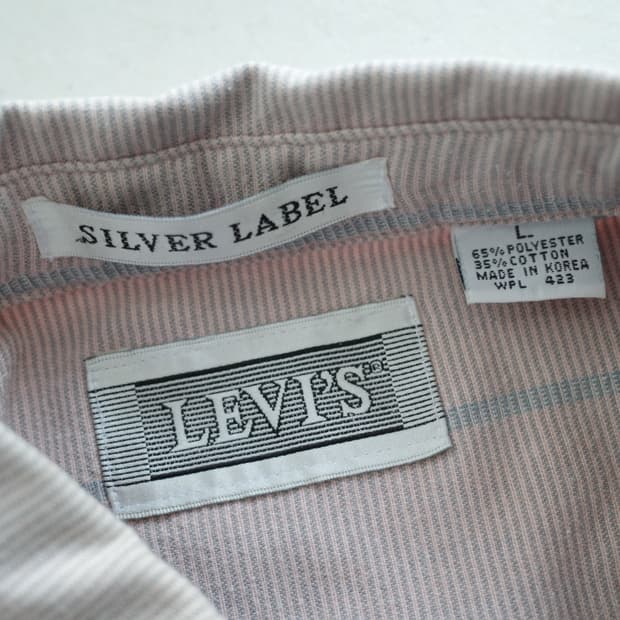 SILVER LABEL
L.
65% POLYESTER
35% COTTON
MADE IN KOREA
WPL 423
LEVI'S®